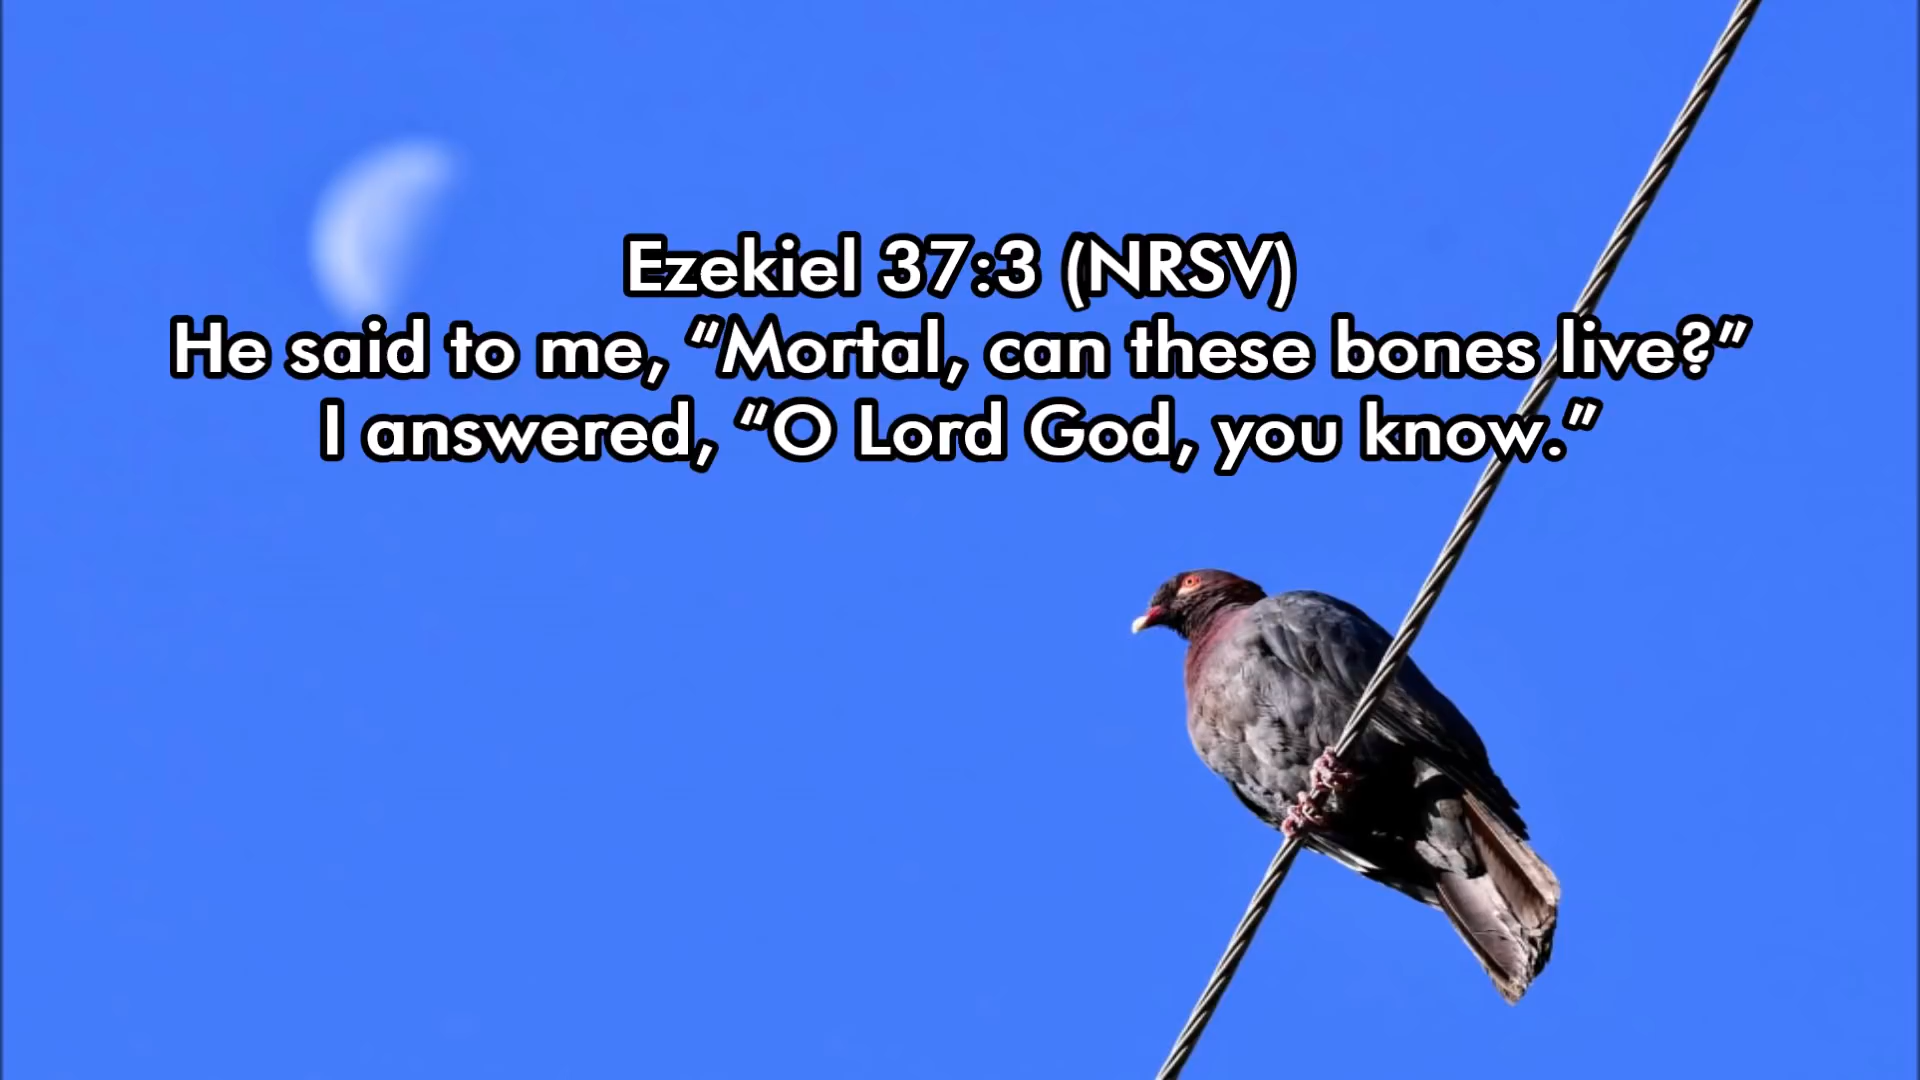 Ezekiel 37:3 (NRSV)
He said to me, “Mortal, can these bones live?”
I answered, “O Lord God, you know.”